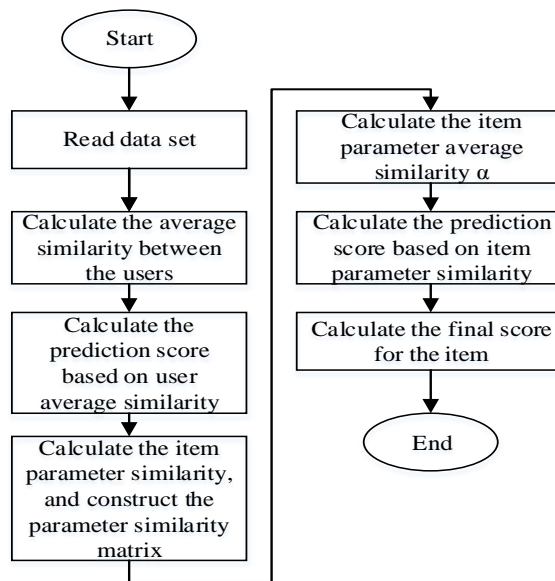 Start
Read data set
Calculate the average
similarity between
the users
Calculate the
prediction score
based on user
average similarity
Calculate the item
parameter similarity,
and construct the
parameter similarity
matrix
Calculate the item
parameter average
similarity α
Calculate the prediction
score based on item
parameter similarity
Calculate the final score
for the item
End